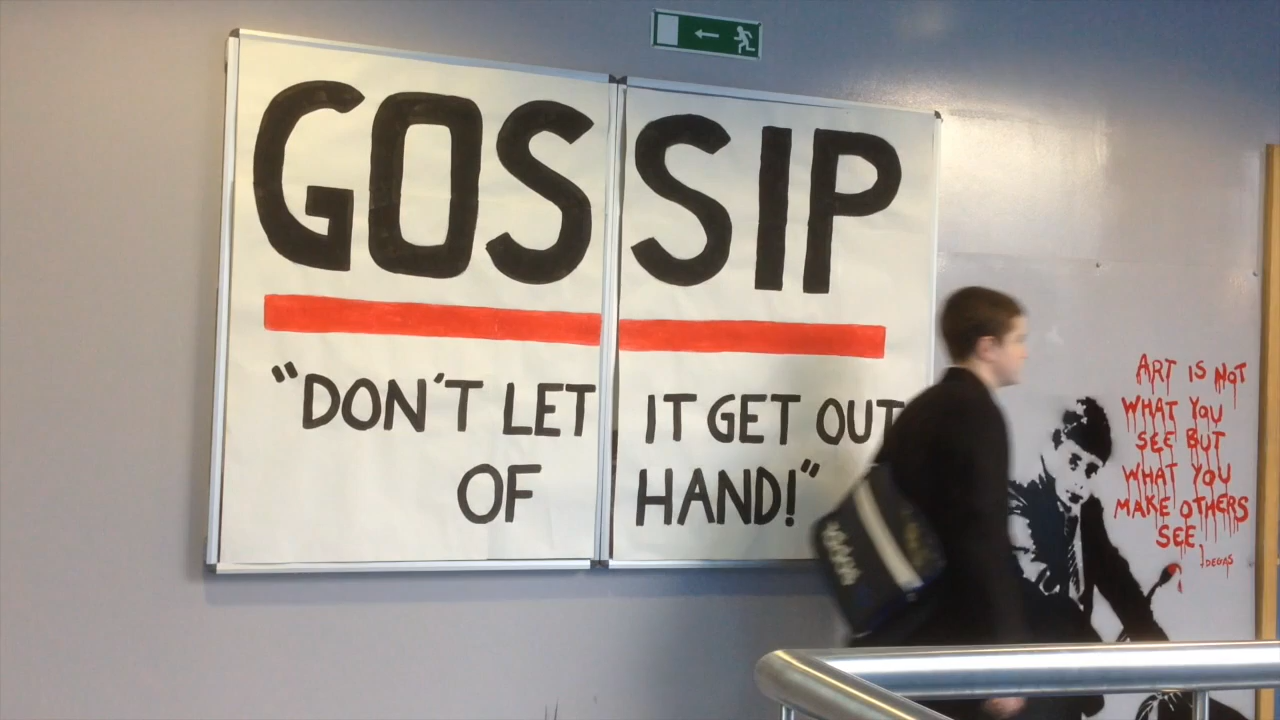 GOSSIP
"DON'T LET IT GET OUT
OF HAND!"
ART IS NOT
WHAT YOU
SEE BUT
WHAT YOU
MAKE OTHERS
SEE
DEGAS